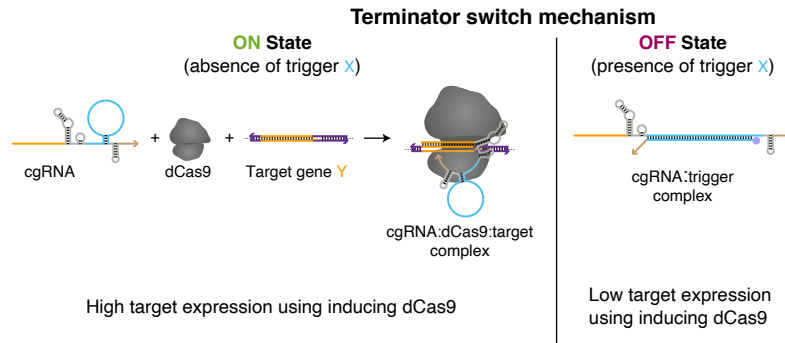 Terminator switch mechanism
ON State
(absence of trigger X)
OFF State
(presence of trigger X)
+
+
cgRNA
dCas9
Target gene Y
cgRNA:dCas9:target
complex
cgRNA:trigger
complex
High target expression using inducing dCas9
Low target expression
using inducing dCas9